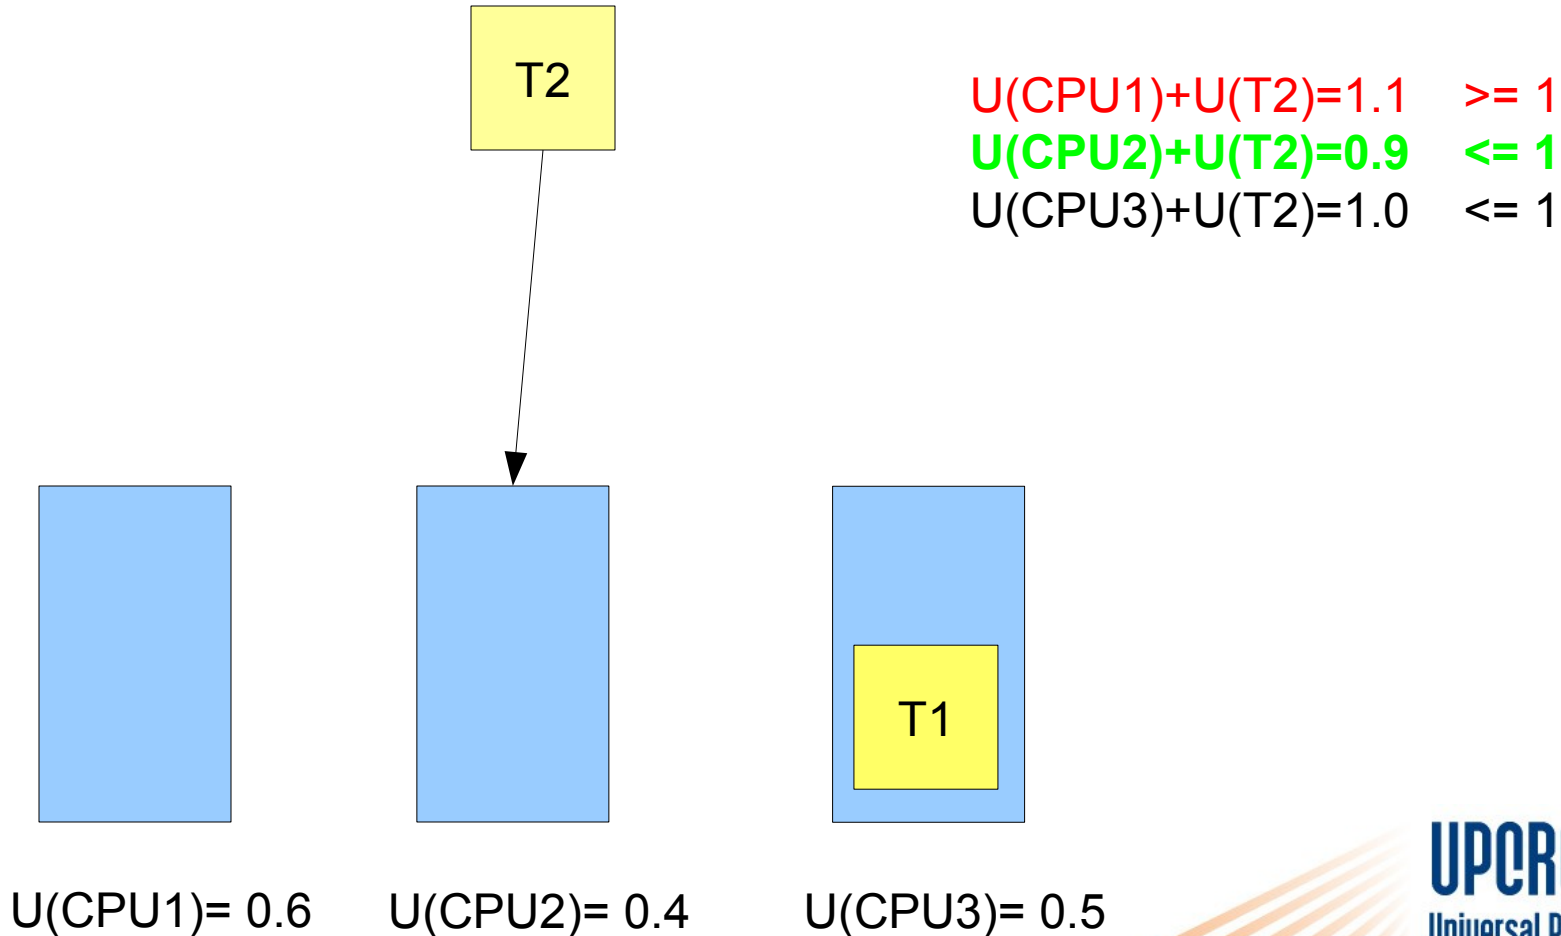 T2
U(CPU1)+U(T2)=1.1 >= 1
U(CPU2)+U(T2)=0.9 <= 1
U(CPU3)+U(T2)=1.0 <= 1
T1
U(CPU1)= 0.6 U(CPU2)= 0.4 U(CPU3)= 0.5
Universal